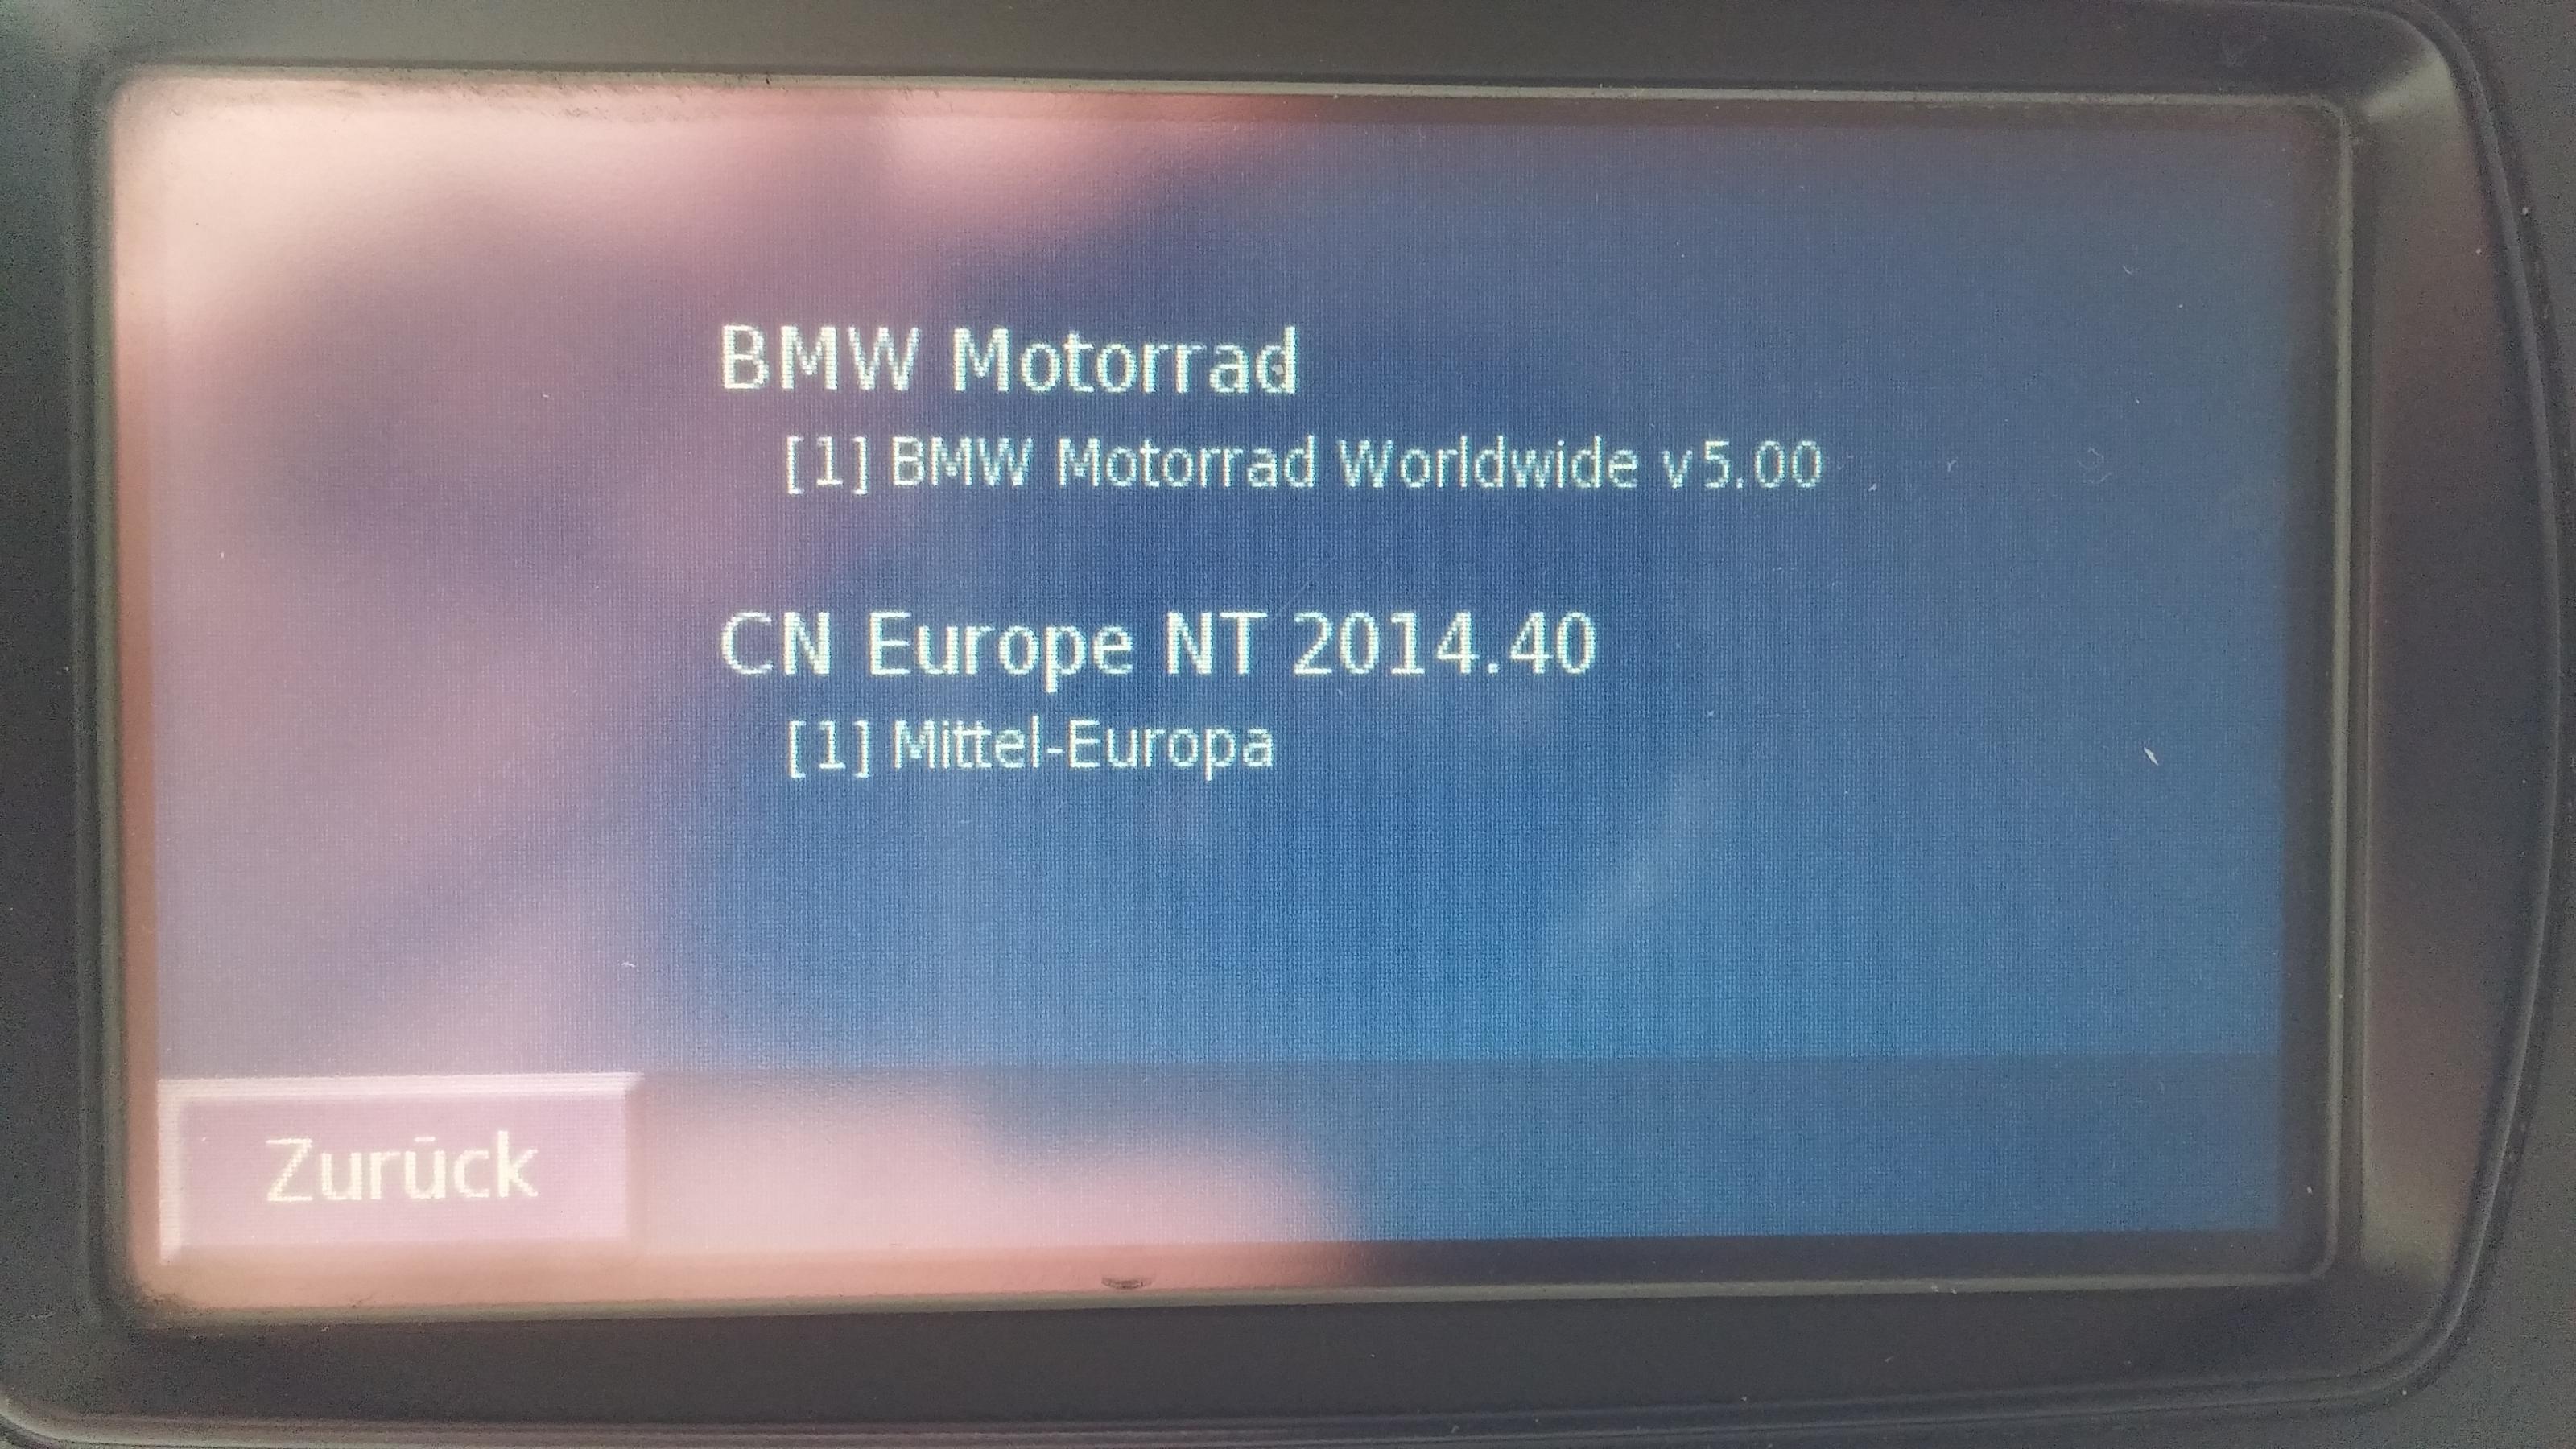 BMW Motorrad
[1] BMW Motorrad Worldwide v5.00
CN Europe NT 2014.40
[1] Mittel-Europa
Zurück